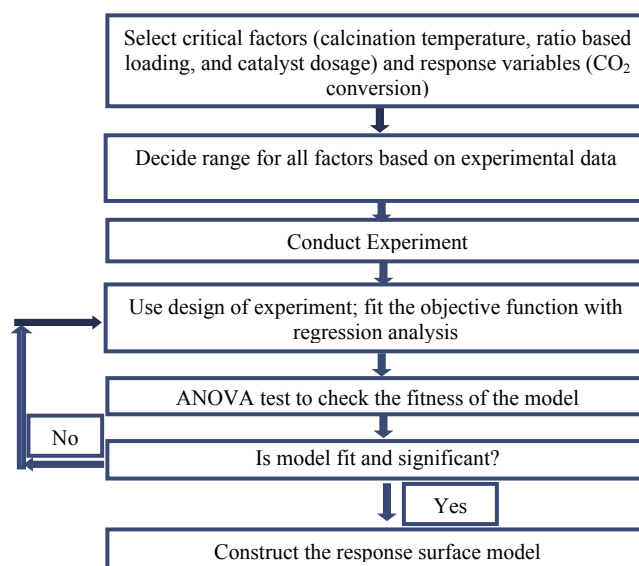 Select critical factors (calcination temperature, ratio based
loading, and catalyst dosage) and response variables (CO₂
conversion)
Decide range for all factors based on experimental data
Conduct Experiment
Use design of experiment; fit the objective function with
regression analysis
ANOVA test to check the fitness of the model
No
Is model fit and significant?
Yes
Construct the response surface model